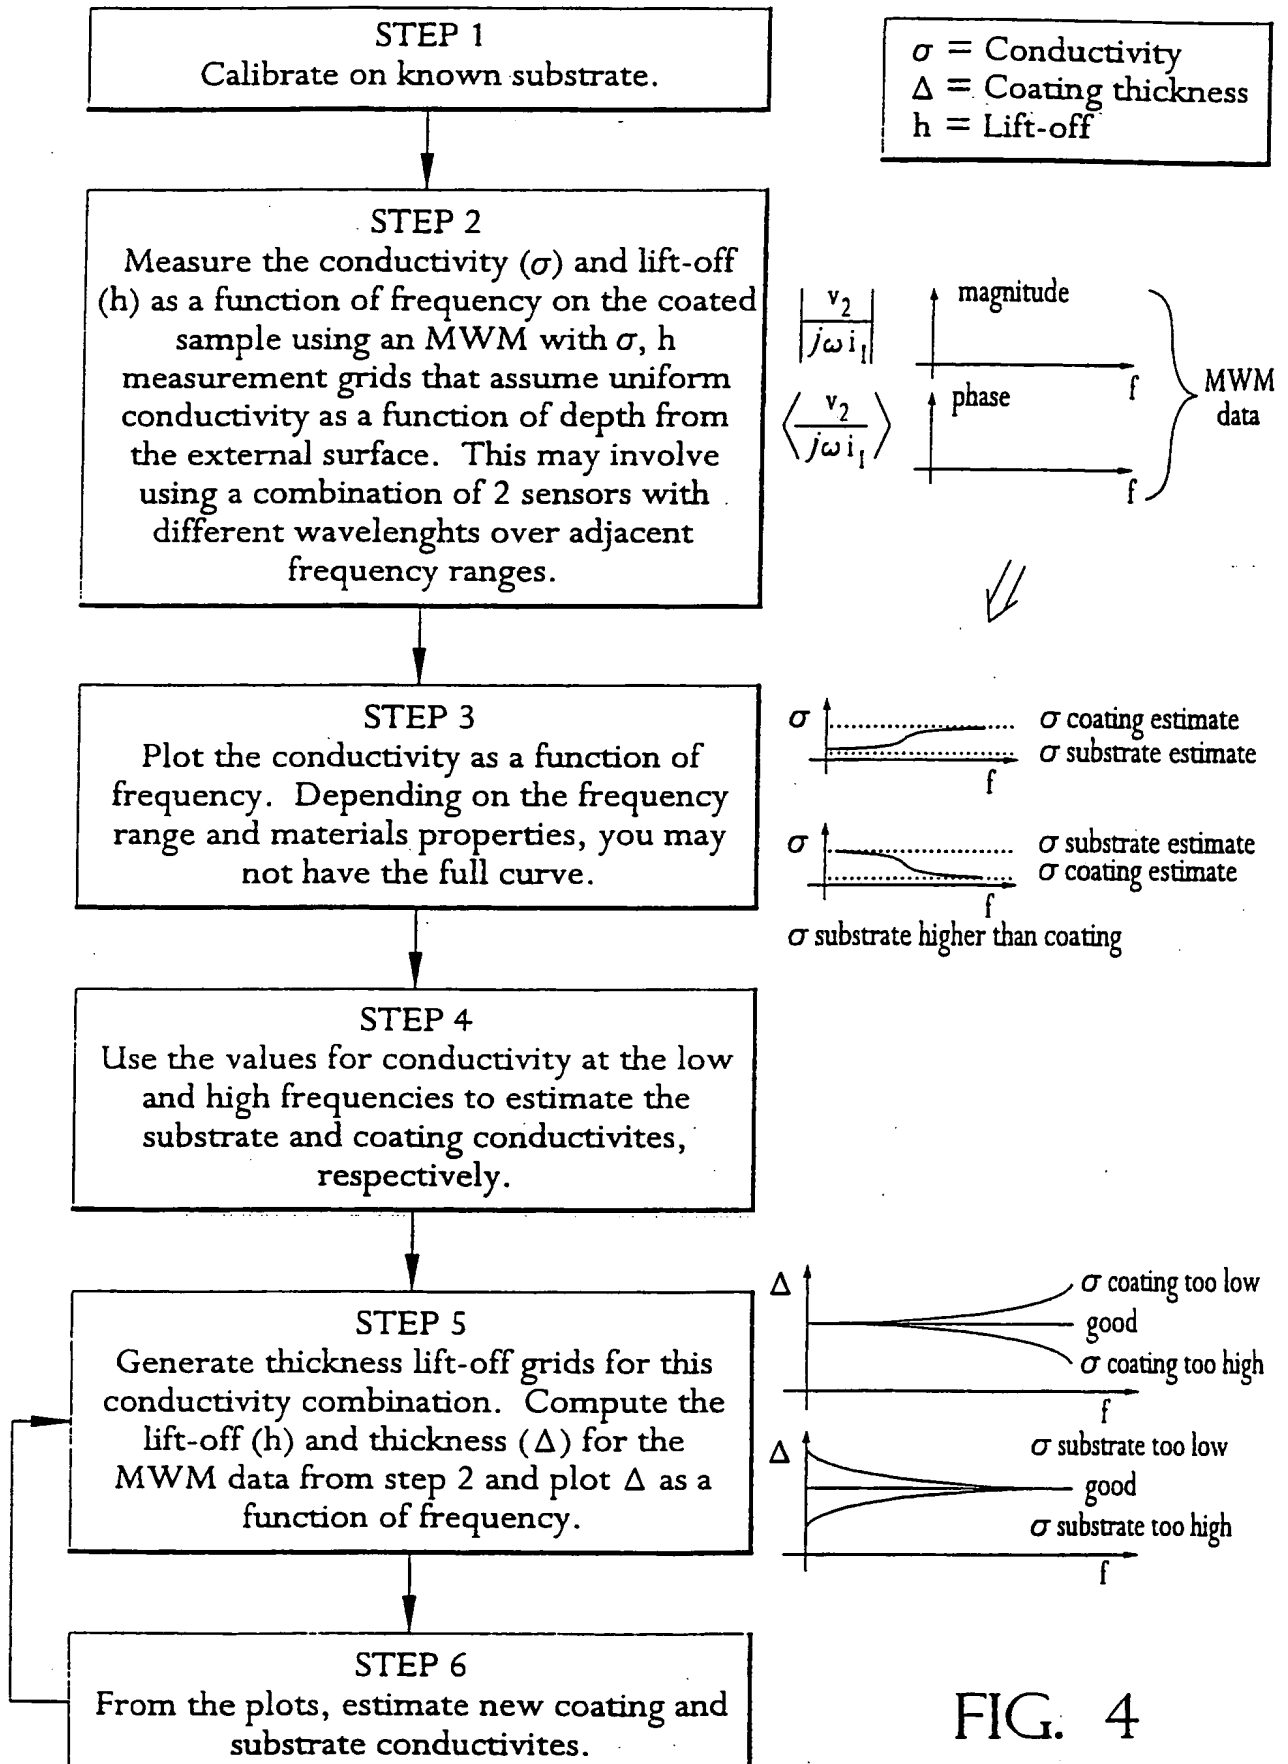 STEP 1
Calibrate on known substrate.
σ = Conductivity
Δ = Coating thickness
h = Lift-off
STEP 2
Measure the conductivity (σ) and lift-off
(h) as a function of frequency on the coated
sample using an MWM with σ, h
measurement grids that assume uniform
conductivity as a function of depth from
the external surface. This may involve
using a combination of 2 sensors with
different wavelenghts over adjacent
frequency ranges.
|v₂ / jω i₁|
magnitude
f
⟨v₂ / jω i₁⟩
phase
f
MWM
data
STEP 3
Plot the conductivity as a function of
frequency. Depending on the frequency
range and materials properties, you may
not have the full curve.
σ
σ coating estimate
σ substrate estimate
f
σ
σ substrate estimate
σ coating estimate
f
σ substrate higher than coating
STEP 4
Use the values for conductivity at the low
and high frequencies to estimate the
substrate and coating conductivites,
respectively.
STEP 5
Generate thickness lift-off grids for this
conductivity combination. Compute the
lift-off (h) and thickness (Δ) for the
MWM data from step 2 and plot Δ as a
function of frequency.
Δ
σ coating too low
good
σ coating too high
f
Δ
σ substrate too low
good
σ substrate too high
f
STEP 6
From the plots, estimate new coating and
substrate conductivites.
FIG. 4